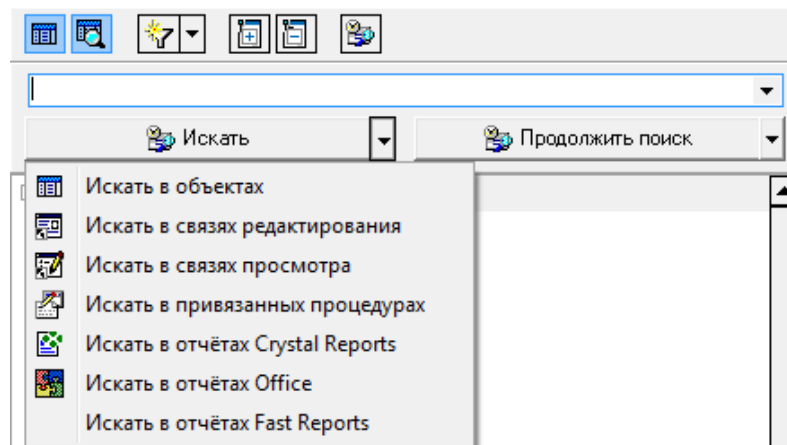 Искать
Продолжить поиск
Искать в объектах
Искать в связях редактирования
Искать в связях просмотра
Искать в привязанных процедурах
Искать в отчётах Crystal Reports
Искать в отчётах Office
Искать в отчётах Fast Reports